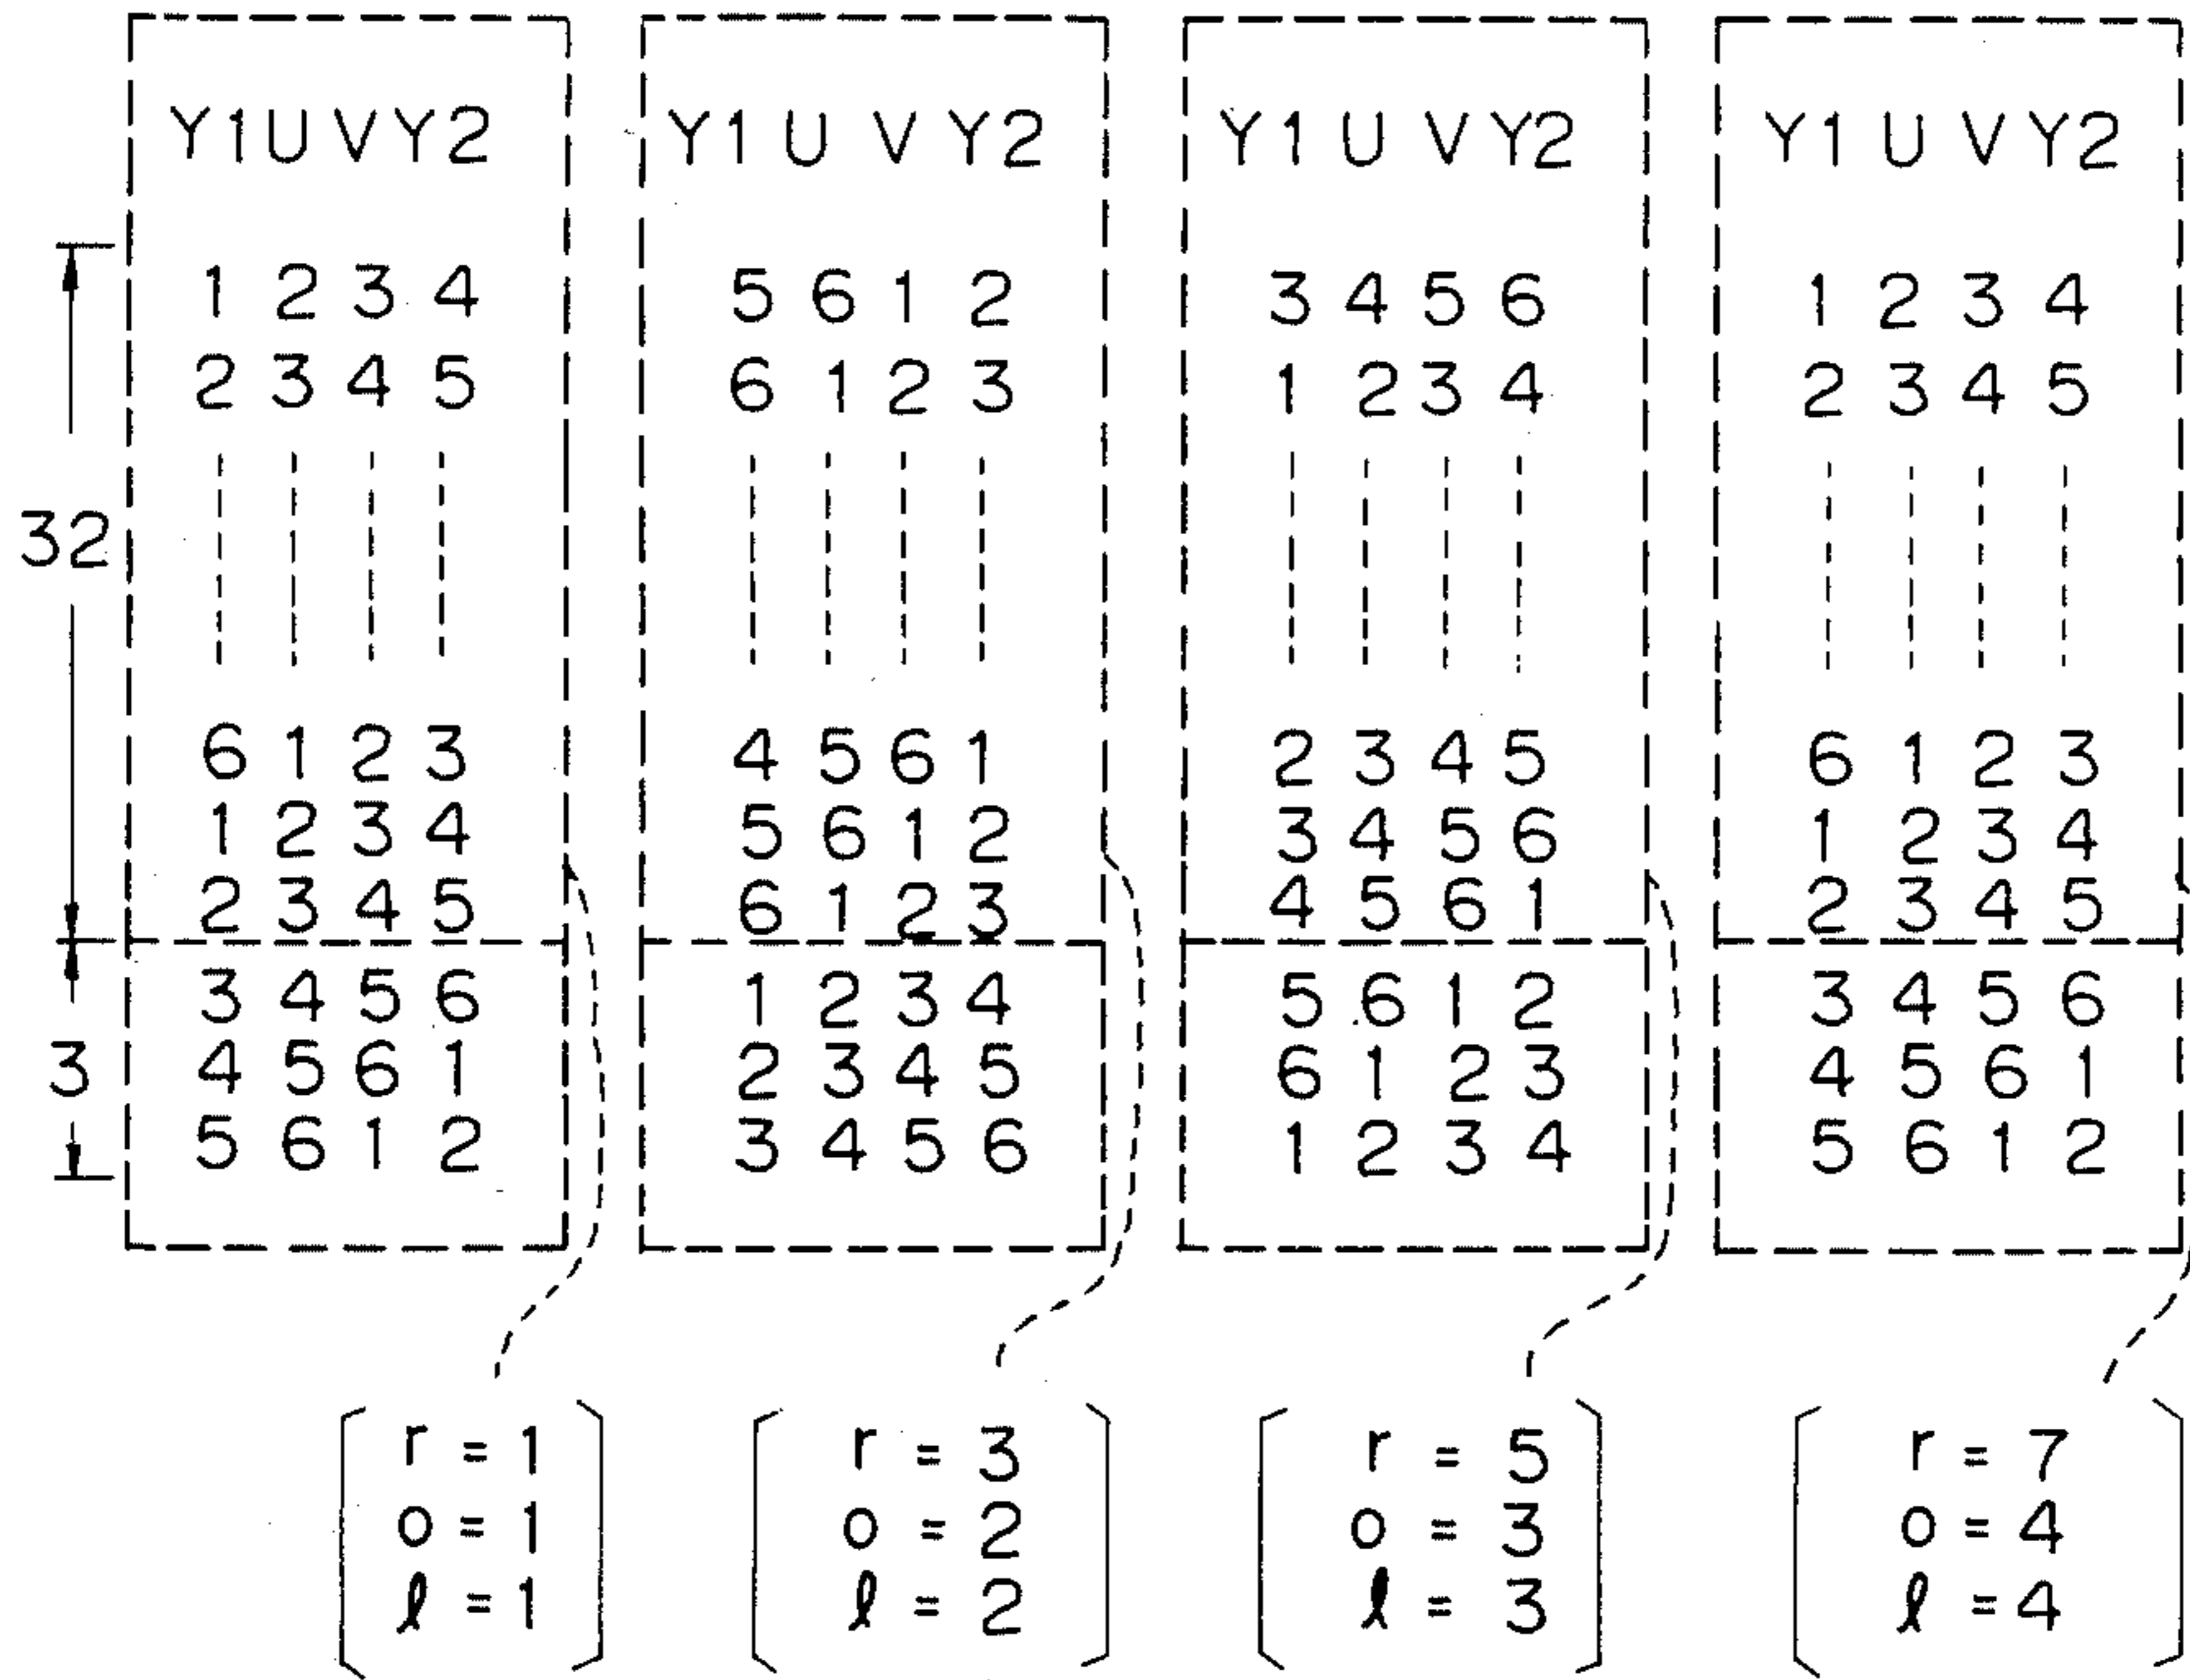 Y1 U V Y2 Y1 U V Y2 Y1 U V Y2 Y1 U V Y2
1 2 3 4 5 6 1 2 3 4 5 6 1 2 3 4
2 3 4 5 6 1 2 3 1 2 3 4 2 3 4 5
32
6 1 2 3 4 5 6 1 2 3 4 5 6 1 2 3
1 2 3 4 5 6 1 2 3 4 5 6 1 2 3 4
2 3 4 5 6 1 2 3 4 5 6 1 2 3 4 5
3 4 5 6 1 2 3 4 5 6 1 2 3 4 5 6
3 4 5 6 1 2 3 4 5 6 1 2 3 4 5 6 1
5 6 1 2 3 4 5 6 1 2 3 4 5 6 1 2
r = 1 r = 3 r = 5 r = 7
o = 1 o = 2 o = 3 o = 4
ℓ = 1 ℓ = 2 ℓ = 3 ℓ = 4